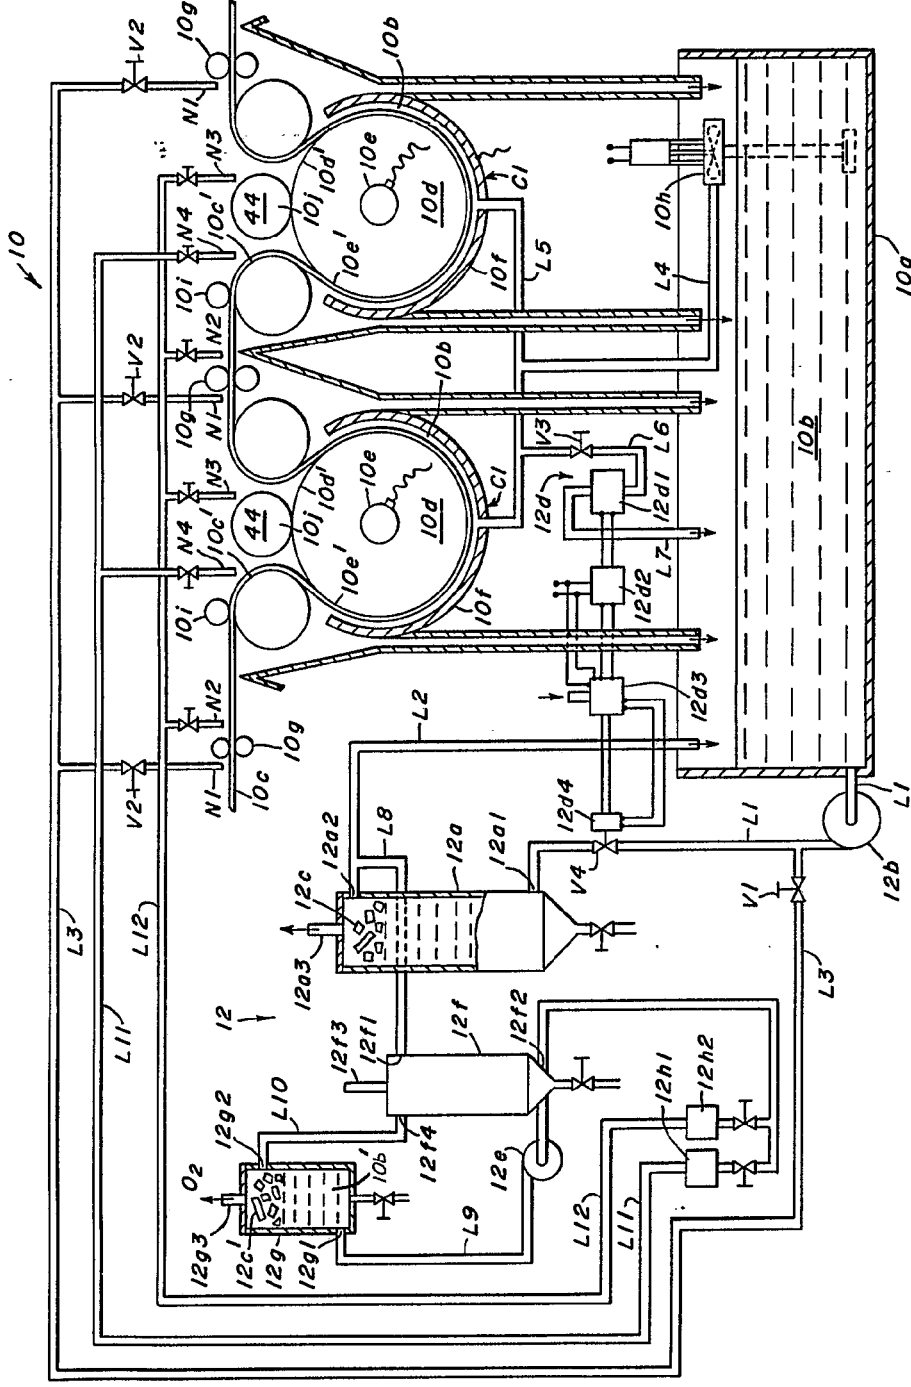 10
10g
V2
N1
N3
N4
10c'
10i
N2
44
10j
10d'
10e
10e'
10d
10b
10f
C1
L5
10g
V2
N1
N3
N4
10c'
10i
N2
44
10j
10d'
10e
10e'
10d
10b
10f
C1
10g
V2
N1
10c
L3
L11
L12
L4
10h
10a
10b
V3
L6
12d
12d1
L7
12d2
12d3
12d4
V4
L2
L8
12a2
12c
12a
12a1
12a3
12
L1
L1
12b
V1
L3
12f3
12f1
12f
12f2
12f4
12e
L10
12g2
O2
12g3
12c'
12g
12g1
10b'
L9
L12
L11
12h1
12h2